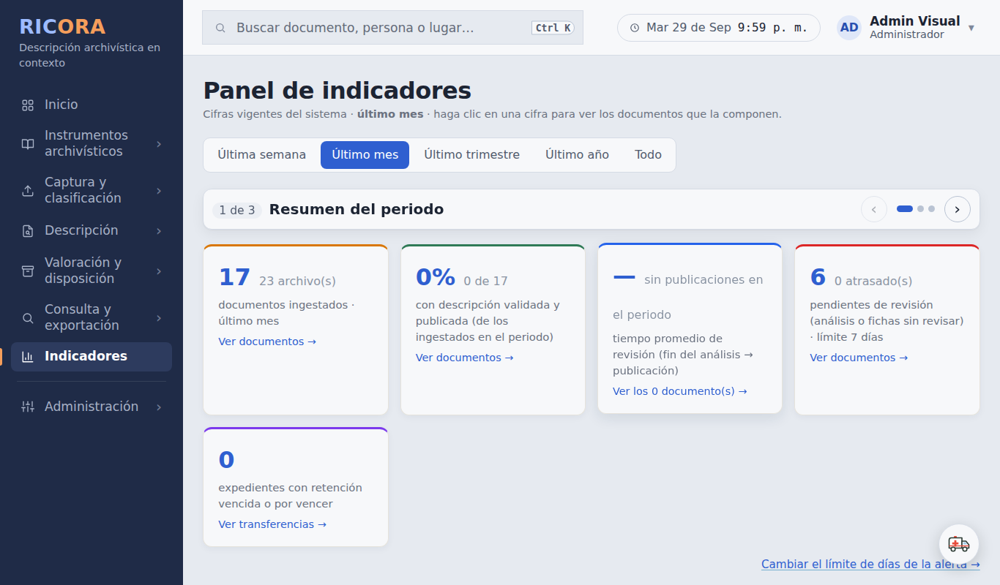 RICORA
Descripción archivística en
contexto
Inicio
Instrumentos
archivísticos
Captura y
clasificación
Descripción
Valoración y
disposición
Consulta y
exportación
Indicadores
Administración
Buscar documento, persona o lugar…
Ctrl K
Mar 29 de Sep 9:59 p. m.
AD
Admin Visual
Administrador
Panel de indicadores
Cifras vigentes del sistema · último mes · haga clic en una cifra para ver los documentos que la componen.
Última semana
Último mes
Último trimestre
Último año
Todo
1 de 3 Resumen del periodo
17 23 archivo(s)
documentos ingestados ·
último mes
Ver documentos →
0% 0 de 17
con descripción validada y
publicada (de los
ingestados en el periodo)
Ver documentos →
— sin publicaciones en
el periodo
tiempo promedio de
revisión (fin del análisis →
publicación)
Ver los 0 documento(s) →
6 0 atrasado(s)
pendientes de revisión
(análisis o fichas sin revisar)
· límite 7 días
Ver documentos →
0
expedientes con retención
vencida o por vencer
Ver transferencias →
Cambiar el límite de días de la alerta →